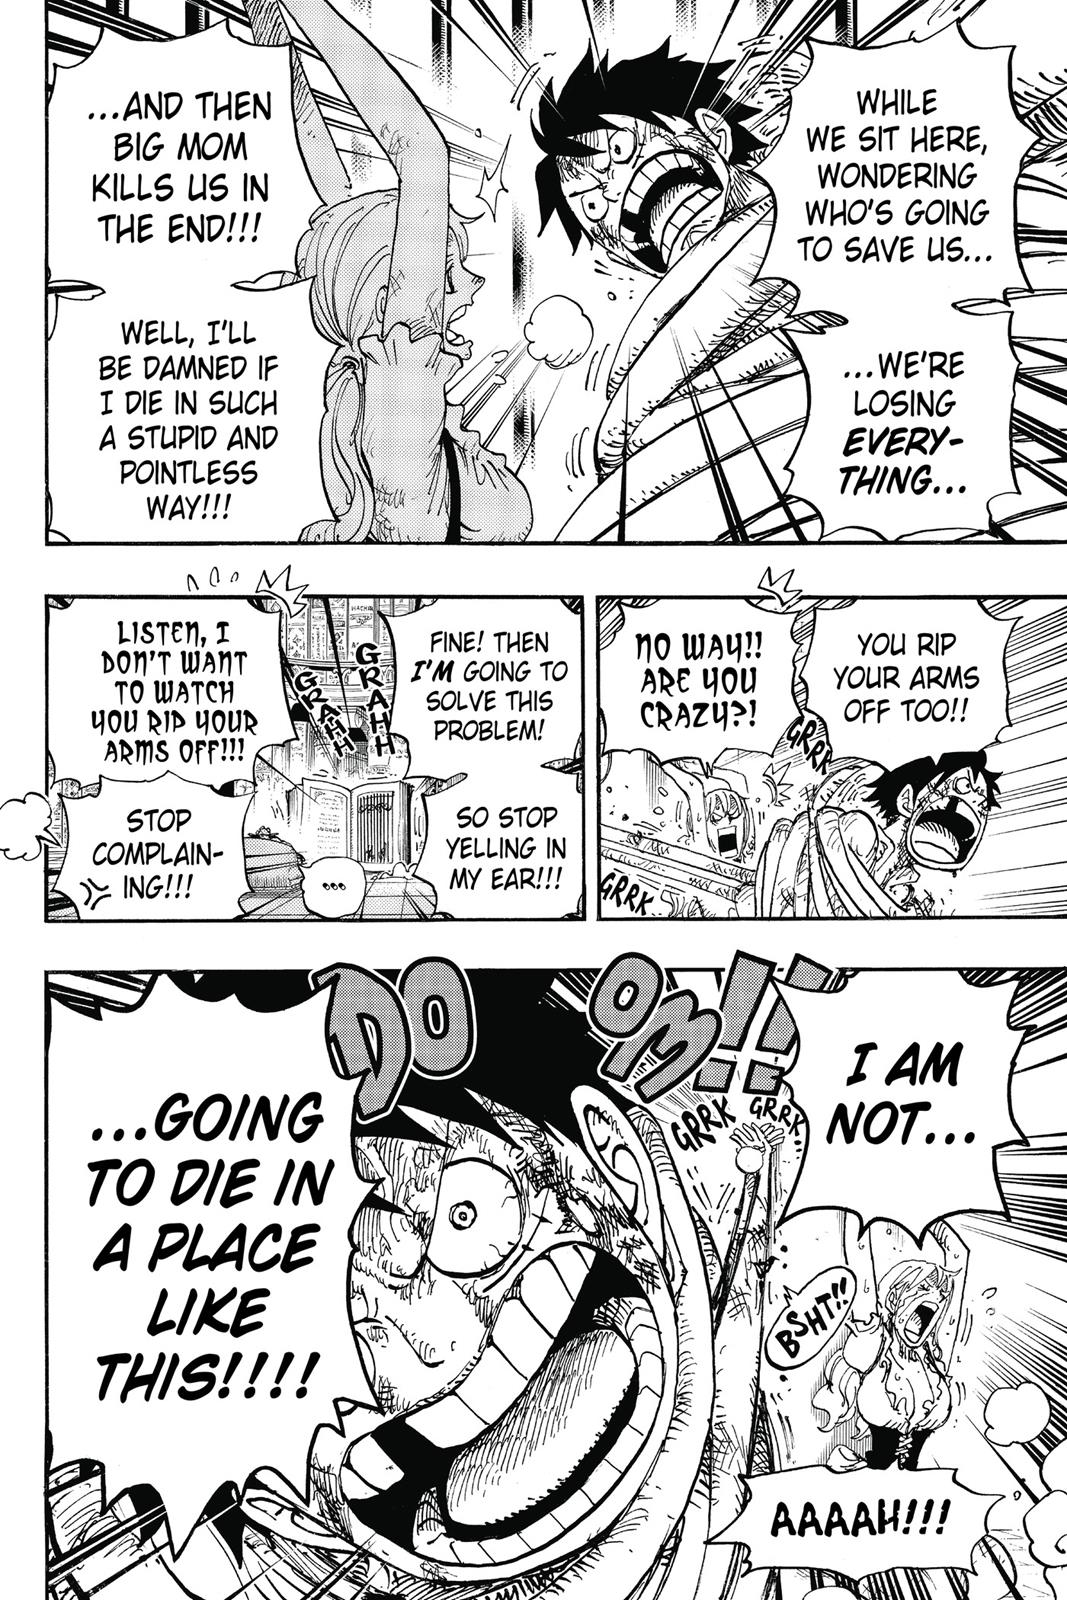 WHILE
WE SIT HERE,
WONDERING
WHO'S GOING
TO SAVE US...
...WE'RE
LOSING
EVERY-
THING...
...AND THEN
BIG MOM
KILLS US IN
THE END!!!
WELL, I'LL
BE DAMNED IF
I DIE IN SUCH
A STUPID AND
POINTLESS
WAY!!!
YOU RIP
YOUR ARMS
OFF TOO!!
NO WAY!!
ARE YOU
CRAZY?!
GRRK
GRRK
FINE! THEN
I'M GOING TO
SOLVE THIS
PROBLEM!
SO STOP
YELLING IN
MY EAR!!!
GRAHH
GRAHH
...
LISTEN, I
DON'T WANT
TO WATCH
YOU RIP YOUR
ARMS OFF!!!
STOP
COMPLAIN-
ING!!!
I AM
NOT...
DOOM!!
GRRK
GRRK
BSHT!!
AAAAH!!!
...GOING
TO DIE IN
A PLACE
LIKE
THIS!!!!